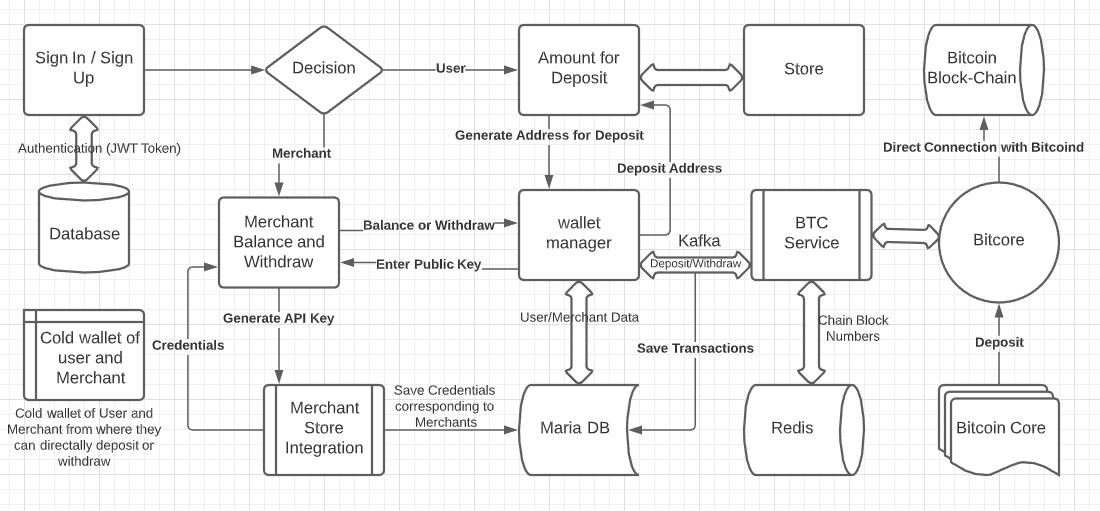 Sign In / Sign
Up
Decision
User
Amount for
Deposit
Store
Bitcoin
Block-Chain
Authentication (JWT Token)
Merchant
Generate Address for Deposit
Deposit Address
Direct Connection with Bitcoind
Database
Merchant
Balance and
Withdraw
Balance or Withdraw
Enter Public Key
wallet
manager
Kafka
Deposit/Withdraw
BTC
Service
Bitcore
Cold wallet of
user and
Merchant
Credentials
Generate API Key
User/Merchant Data
Save Transactions
Chain Block
Numbers
Deposit
Cold wallet of User and
Merchant from where they
can directally deposit or
withdraw
Merchant
Store
Integration
Save Credentials
corresponding to
Merchants
Maria DB
Redis
Bitcoin Core